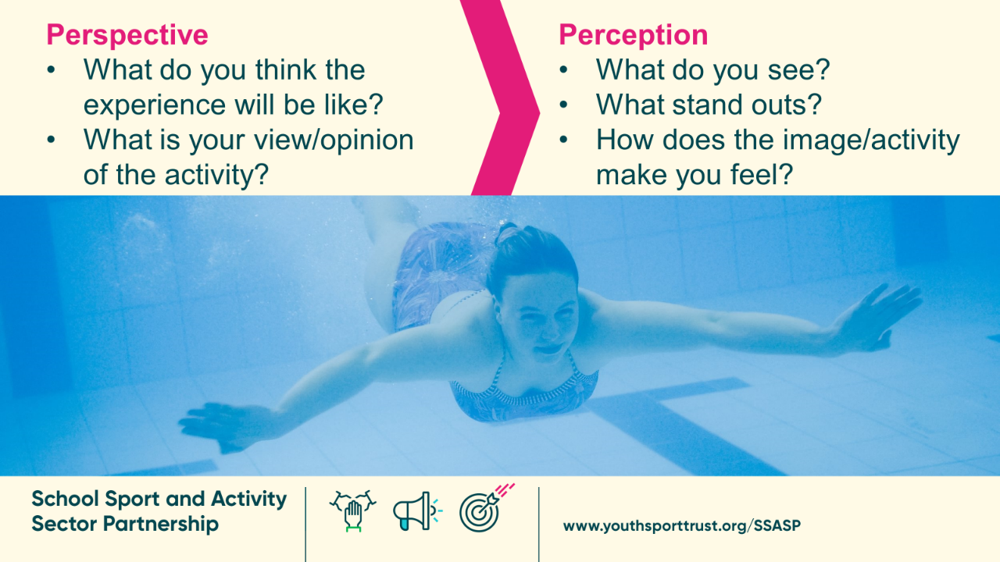 Perspective
• What do you think the
experience will be like?
• What is your view/opinion
of the activity?
Perception
• What do you see?
• What stand outs?
• How does the image/activity
make you feel?
School Sport and Activity
Sector Partnership
www.youthsporttrust.org/SSASP